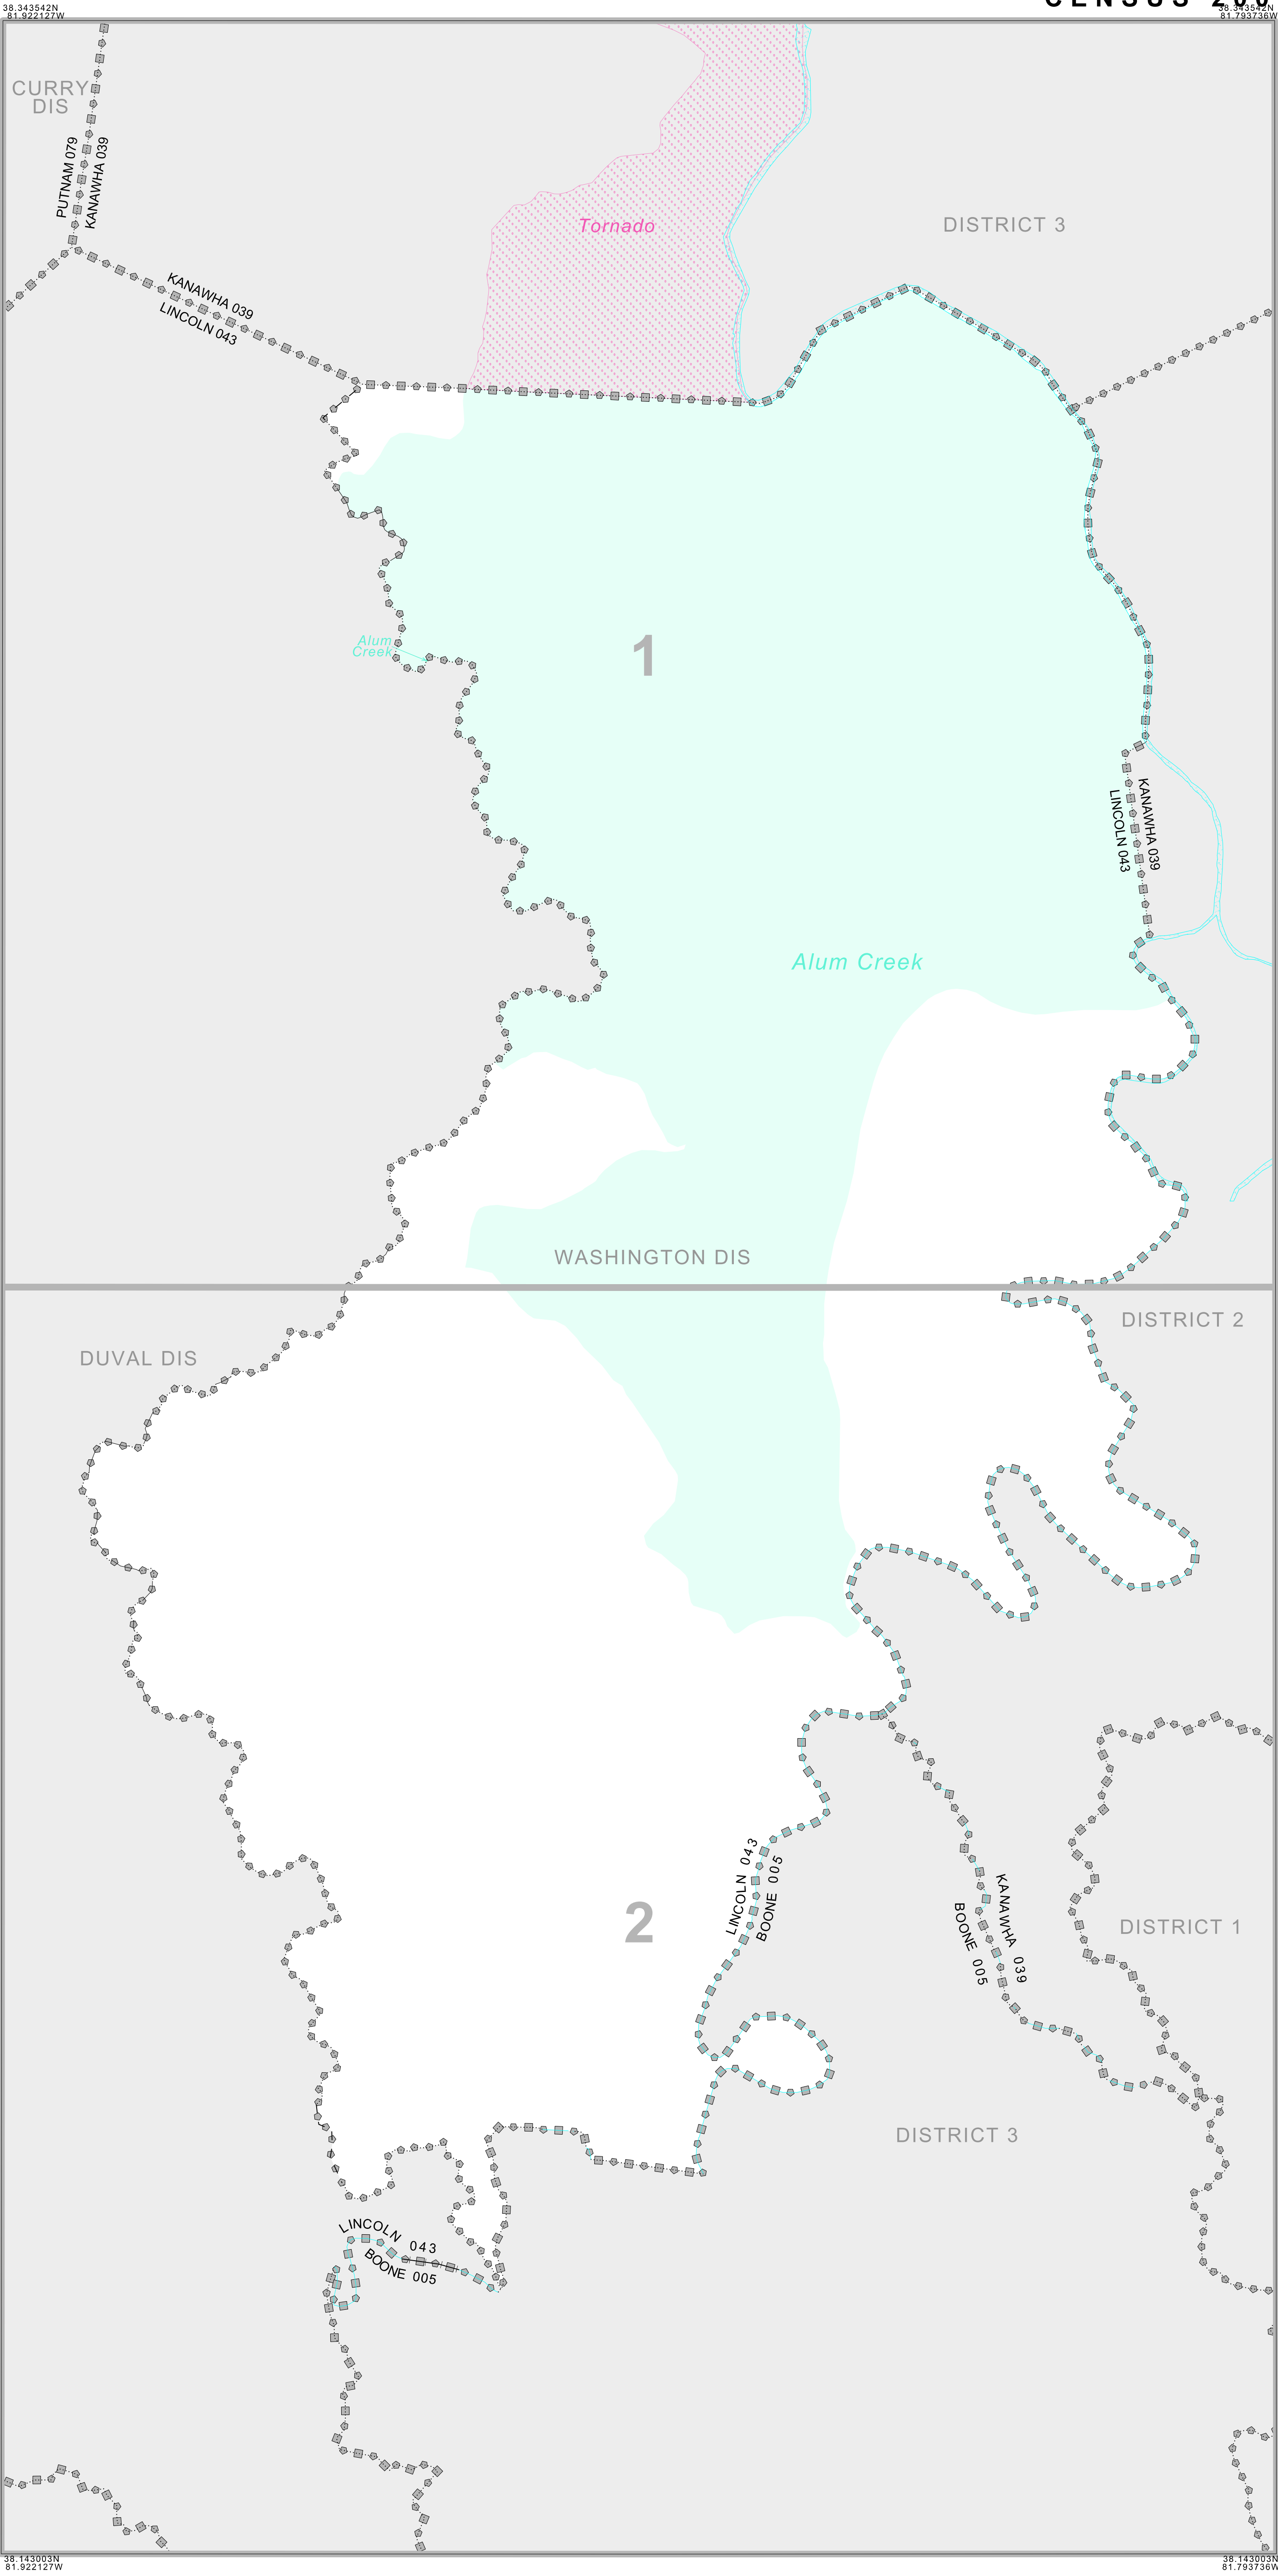 38.343542N
81.922127W
38.343542N
81.793736W
CURRY
DIS
PUTNAM 079
KANAWHA 039
KANAWHA 039
LINCOLN 043
Tornado
DISTRICT 3
Alum
Creek
1
KANAWHA 039
LINCOLN 043
Alum Creek
WASHINGTON DIS
DISTRICT 2
DUVAL DIS
LINCOLN 043
BOONE 005
2
KANAWHA 039
BOONE 005
DISTRICT 1
DISTRICT 3
LINCOLN 043
BOONE 005
38.143003N
81.922127W
38.143003N
81.793736W